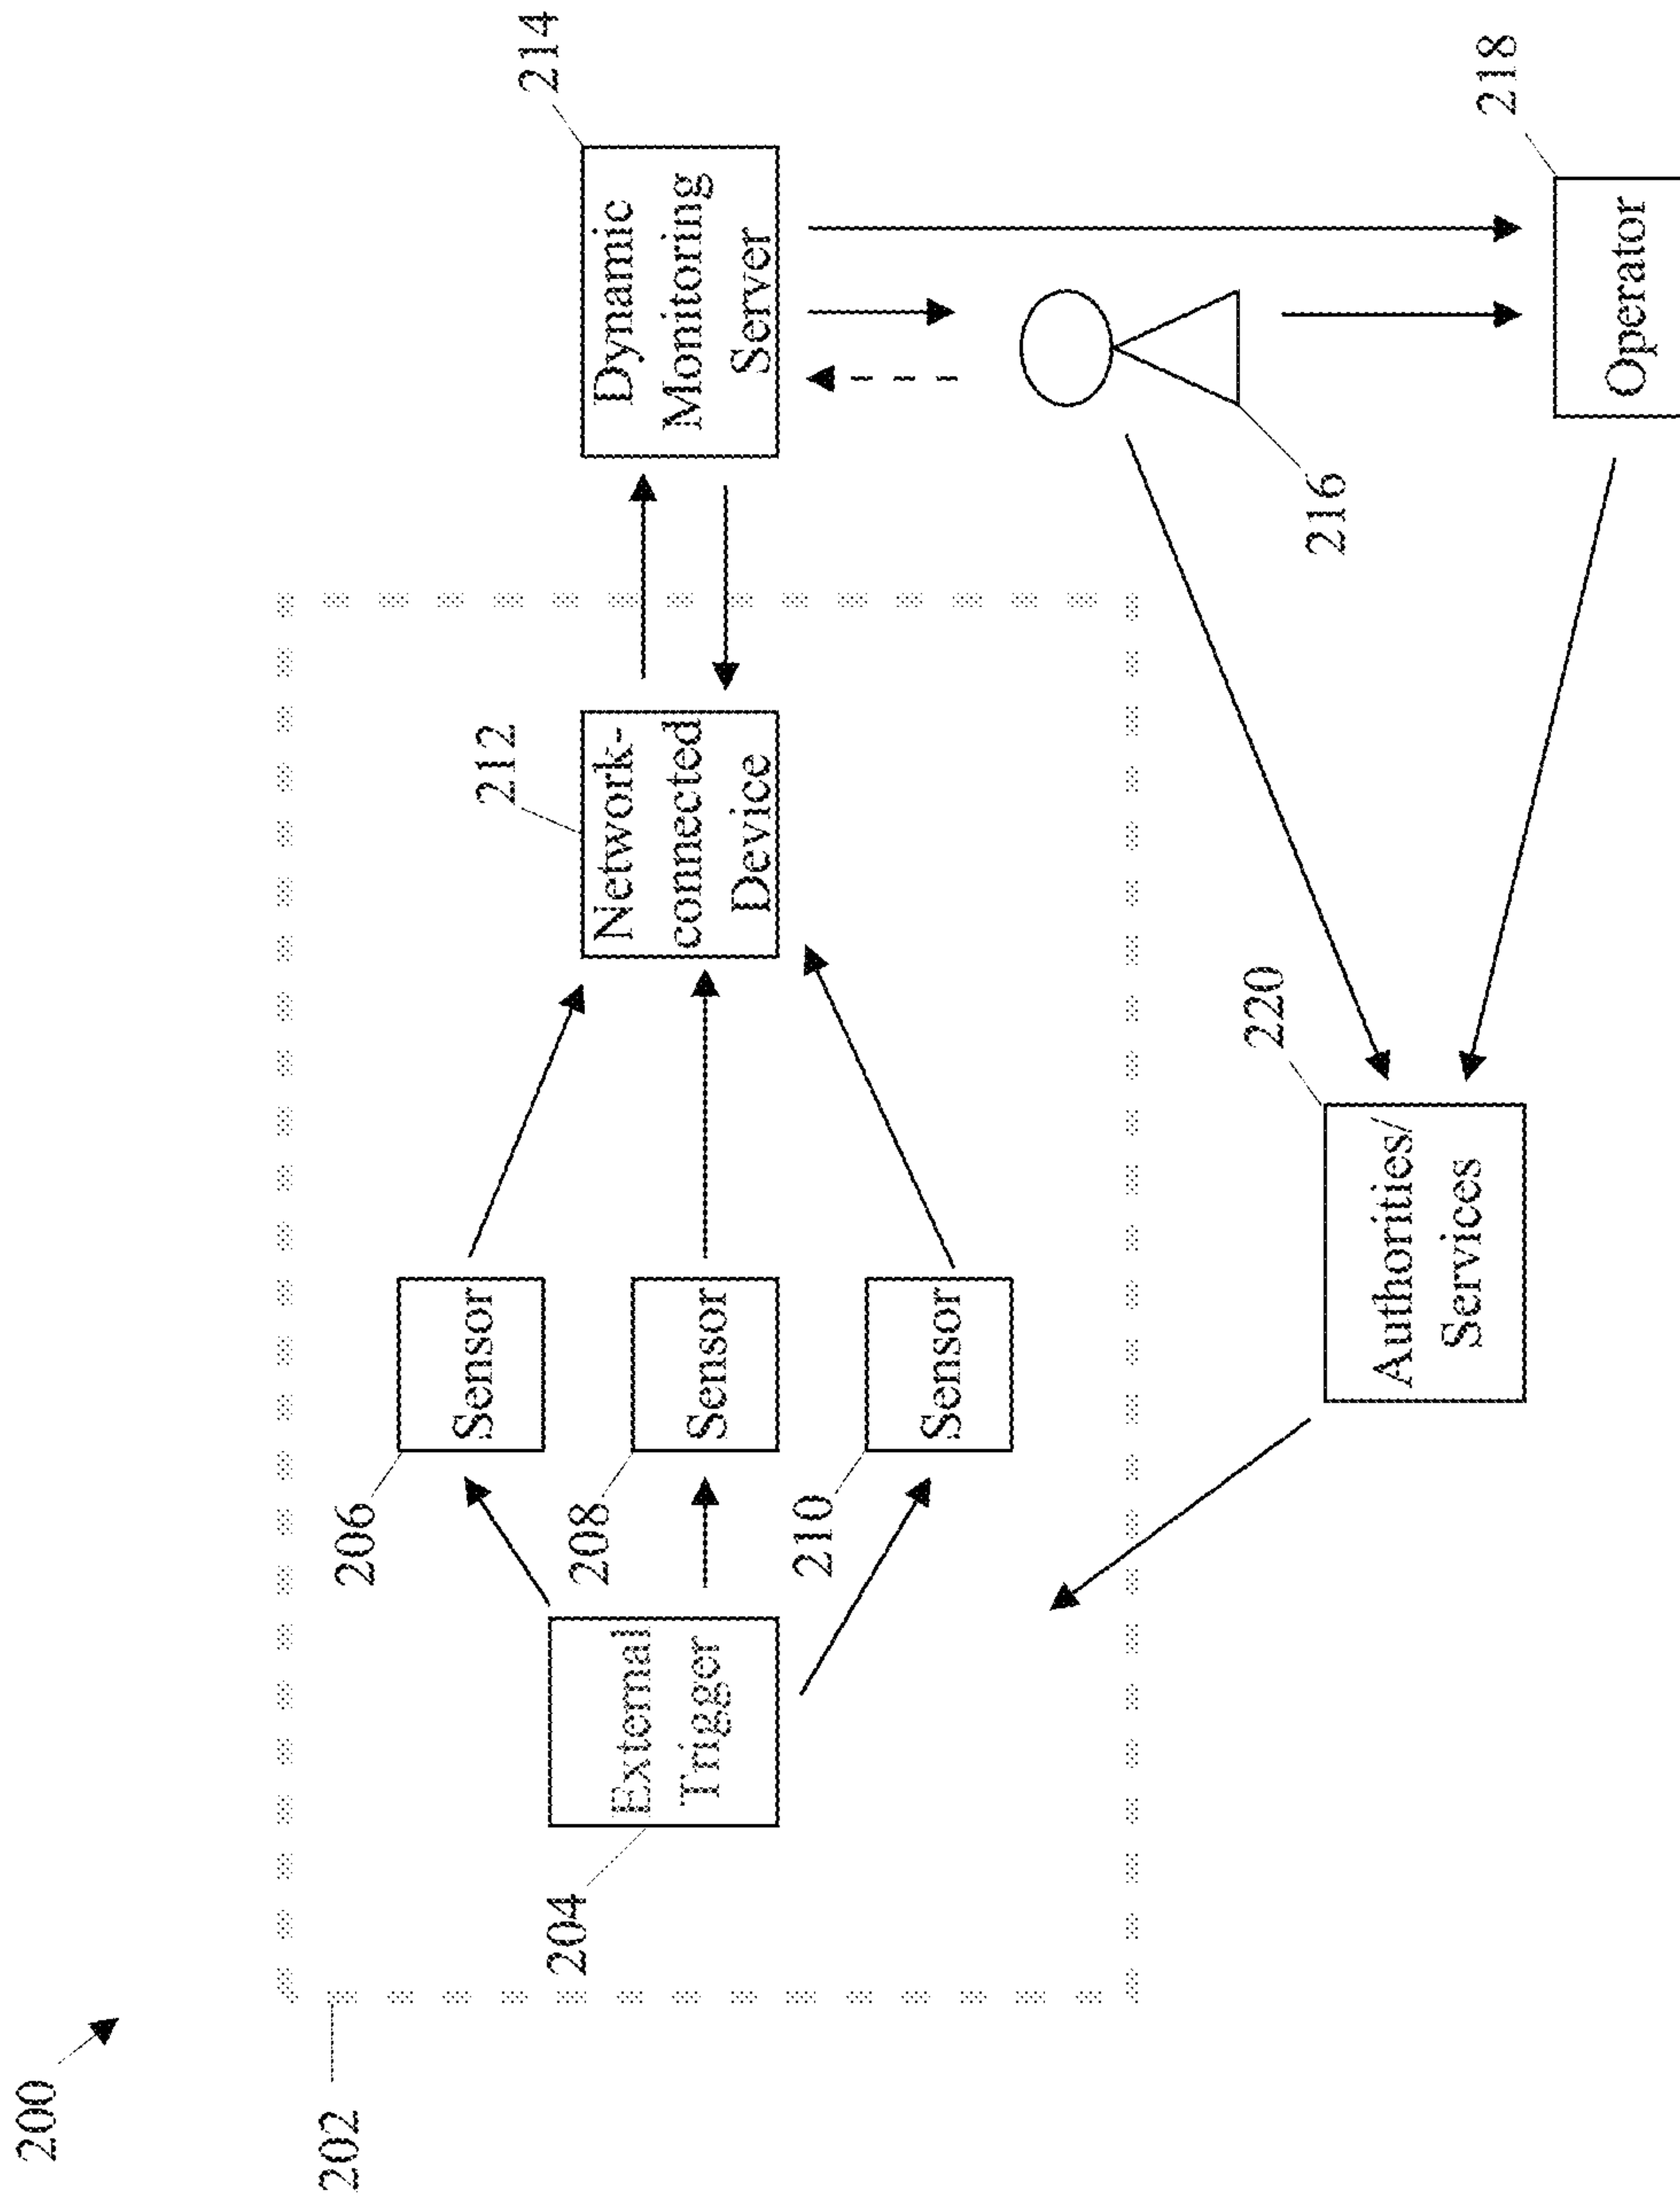 200
202
204
External
Trigger
206
Sensor
208
Sensor
210
Sensor
212
Network-
connected
Device
214
Dynamic
Monitoring
Server
216
218
Operator
220
Authorities/
Services